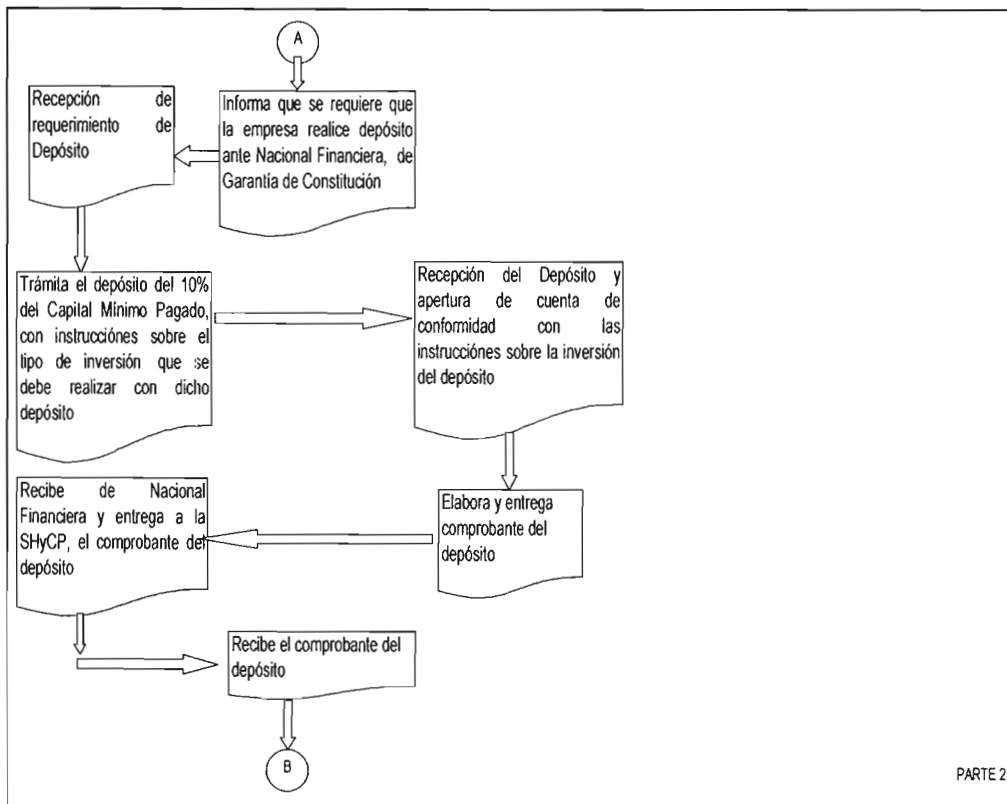 A
Informa que se requiere que
la empresa realice depósito
ante Nacional Financiera, de
Garantía de Constitución
Recepción de
requerimiento de
Depósito
Trámita el depósito del 10%
del Capital Mínimo Pagado,
con instrucciónes sobre el
tipo de inversión que se
debe realizar con dicho
depósito
Recepción del Depósito y
apertura de cuenta de
conformidad con las
instrucciónes sobre la inversión
del depósito
Elabora y entrega
comprobante del
depósito
Recibe de Nacional
Financiera y entrega a la
SHyCP, el comprobante del
depósito
Recibe el comprobante del
depósito
B
PARTE 2